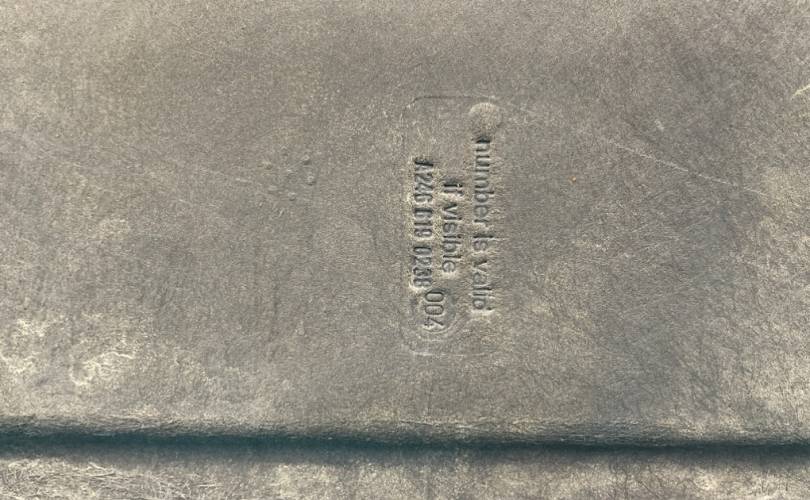 number is valid
if visible
A246 619 0238 004